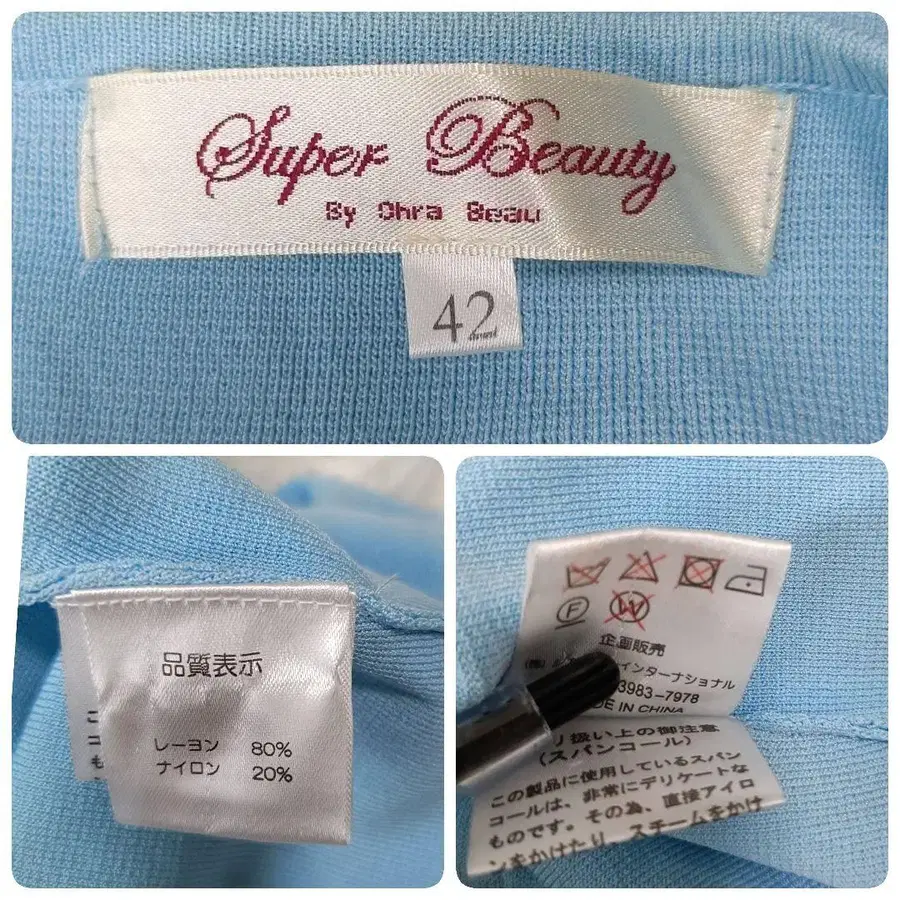 Super Beauty
By Ohra Beau
42
品質表示
レーヨン 80%
ナイロン 20%
F
W
企画販売
インターナショナル
3983-7978
DE IN CHINA
扱い上の御注意
(スパンコール)
この製品に使用しているスパン
コールは、非常にデリケートな
ものです。その為、直接アイロ
ンをかけたり、スチームをかけ